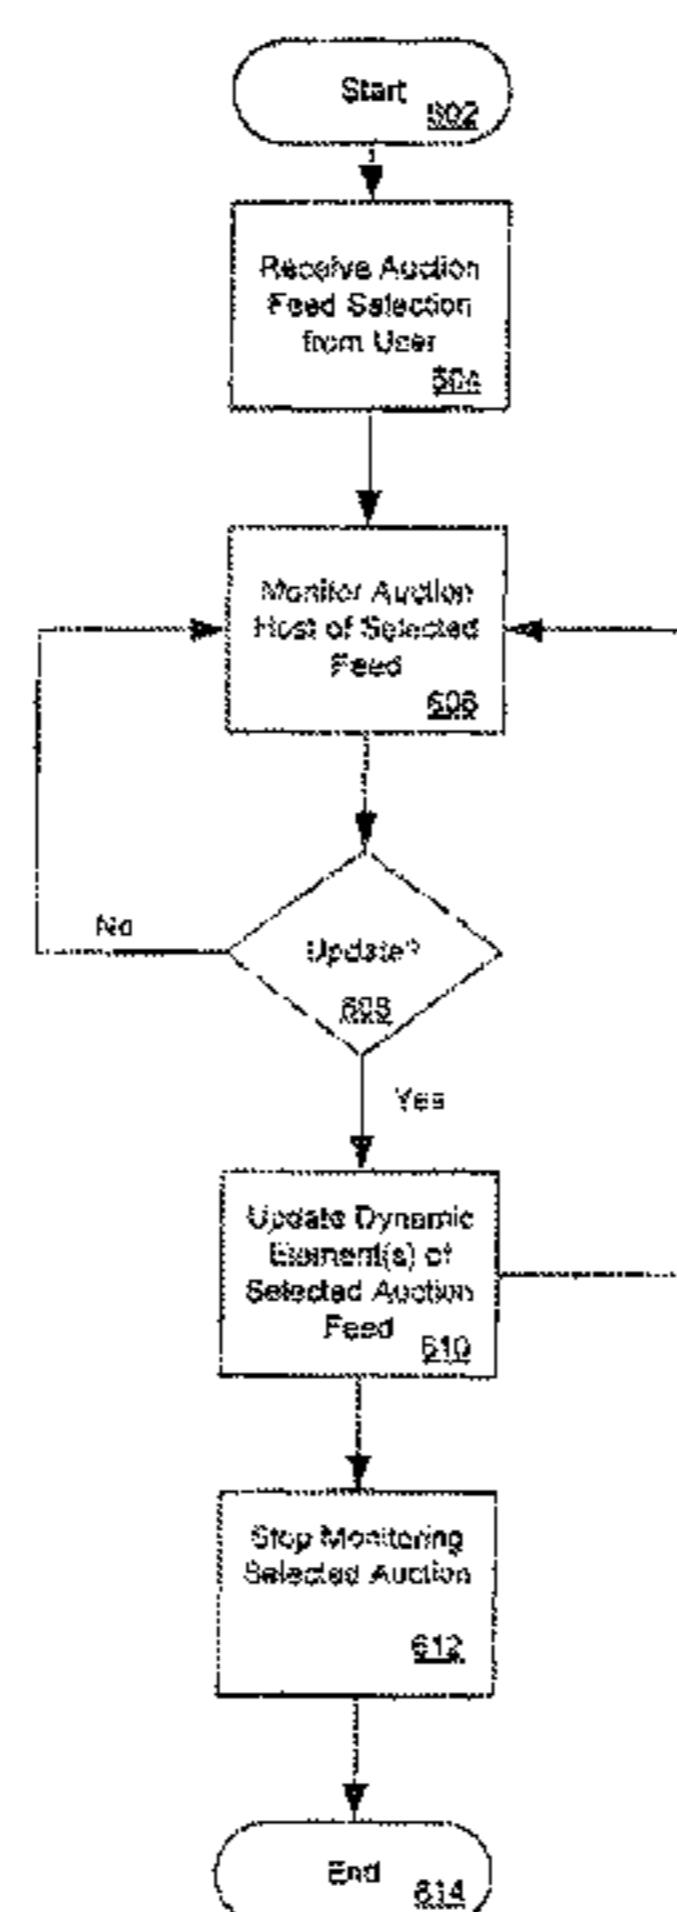 Start
602
Receive Auction
Feed Selection
from User
604
Monitor Auction
Host of Selected
Feed
606
No
Update?
608
Yes
Update Dynamic
Element(s) of
Selected Auction
Feed
610
Stop Monitoring
Selected Auction
612
End
614